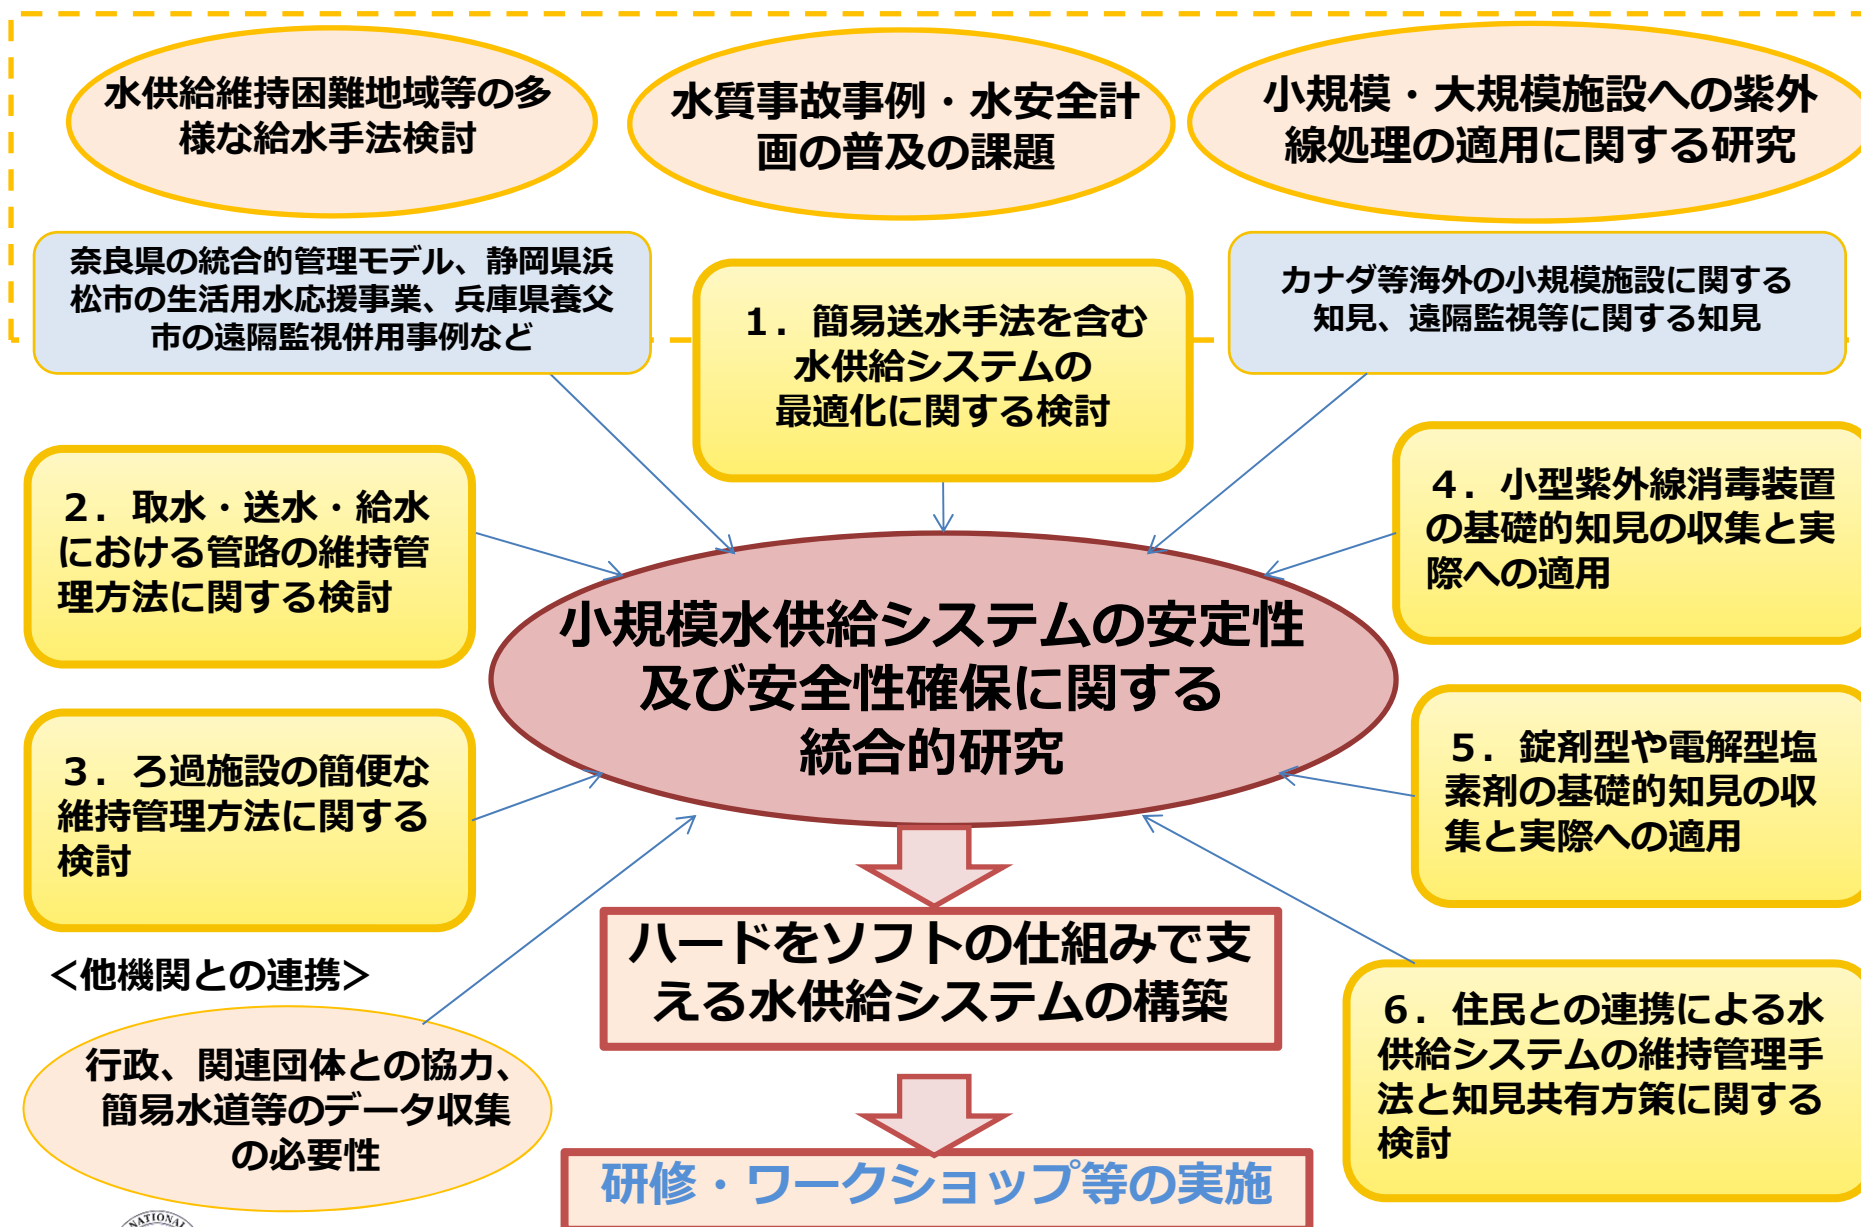 水供給維持困難地域等の多
様な給水手法検討
水質事故事例・水安全計
画の普及の課題
小規模・大規模施設への紫外
線処理の適用に関する研究
奈良県の統合的管理モデル、静岡県浜
松市の生活用水応援事業、兵庫県養父
市の遠隔監視併用事例など
１．簡易送水手法を含む
水供給システムの
最適化に関する検討
カナダ等海外の小規模施設に関する
知見、遠隔監視等に関する知見
２．取水・送水・給水
における管路の維持管
理方法に関する検討
４．小型紫外線消毒装置
の基礎的知見の収集と実
際への適用
小規模水供給システムの安定性
及び安全性確保に関する
統合的研究
３．ろ過施設の簡便な
維持管理方法に関する
検討
５．錠剤型や電解型塩
素剤の基礎的知見の収
集と実際への適用
ハードをソフトの仕組みで支
える水供給システムの構築
＜他機関との連携＞
行政、関連団体との協力、
簡易水道等のデータ収集
の必要性
６．住民との連携による水
供給システムの維持管理手
法と知見共有方策に関する
検討
研修・ワークショップ等の実施